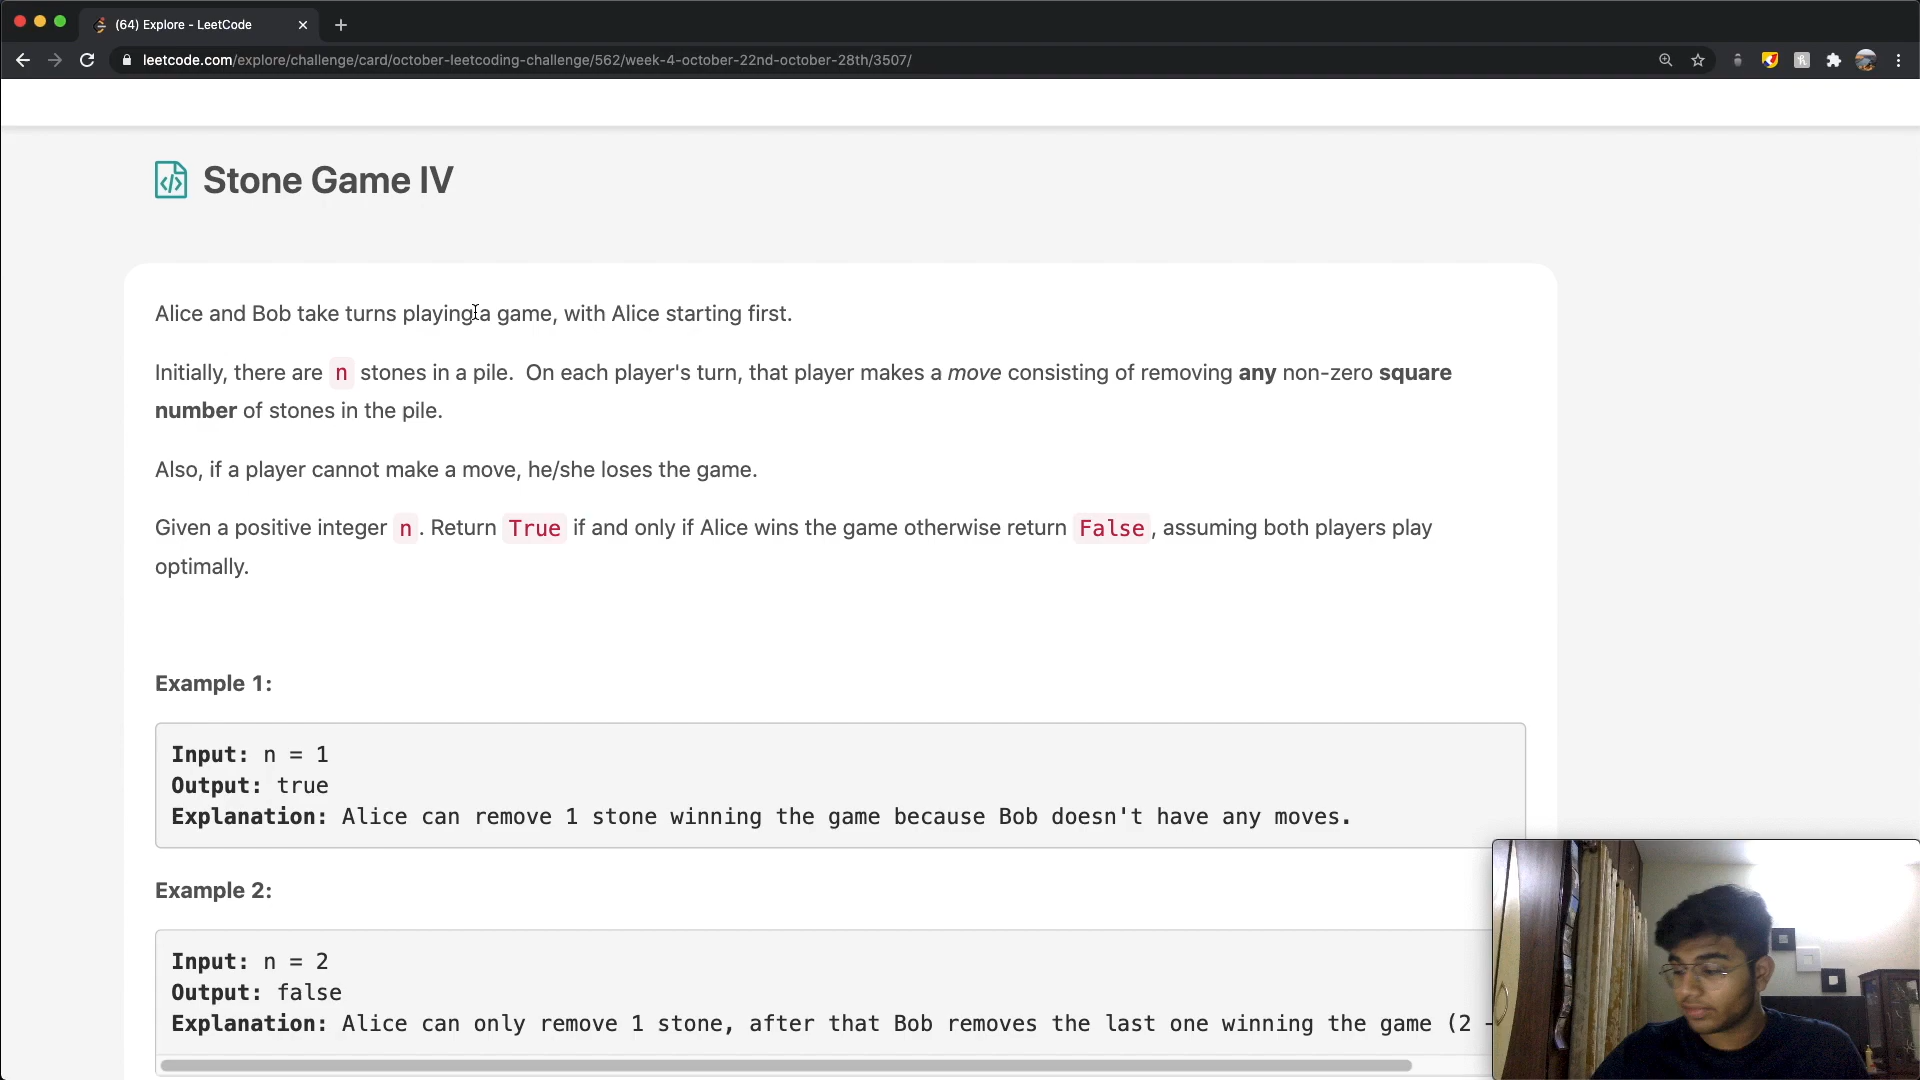 (64) Explore - LeetCode
leetcode.com/explore/challenge/card/october-leetcoding-challenge/562/week-4-october-22nd-october-28th/3507/
Stone Game IV
Alice and Bob take turns playing a game, with Alice starting first.
Initially, there are n stones in a pile.  On each player's turn, that player makes a move consisting of removing any non-zero square
number of stones in the pile.
Also, if a player cannot make a move, he/she loses the game.
Given a positive integer n. Return True if and only if Alice wins the game otherwise return False, assuming both players play
optimally.
Example 1:
Input: n = 1
Output: true
Explanation: Alice can remove 1 stone winning the game because Bob doesn't have any moves.
Example 2:
Input: n = 2
Output: false
Explanation: Alice can only remove 1 stone, after that Bob removes the last one winning the game (2 -